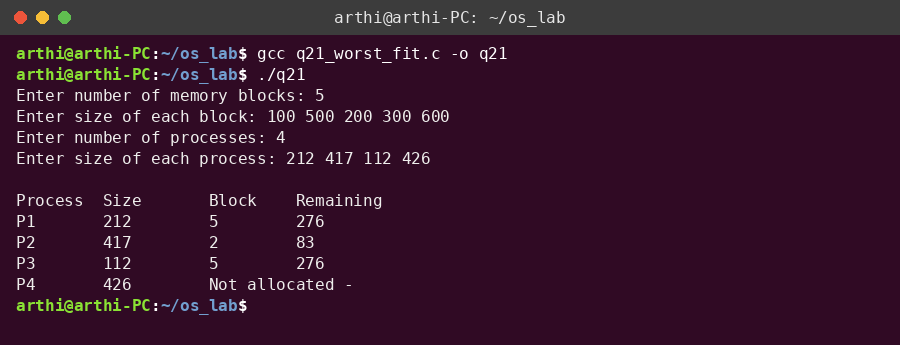 arthi@arthi-PC: ~/os_lab
arthi@arthi-PC:~/os_lab$ gcc q21_worst_fit.c -o q21
arthi@arthi-PC:~/os_lab$ ./q21
Enter number of memory blocks: 5
Enter size of each block: 100 500 200 300 600
Enter number of processes: 4
Enter size of each process: 212 417 112 426

Process  Size       Block    Remaining
P1       212        5        276
P2       417        2        83
P3       112        5        276
P4       426        Not allocated -
arthi@arthi-PC:~/os_lab$